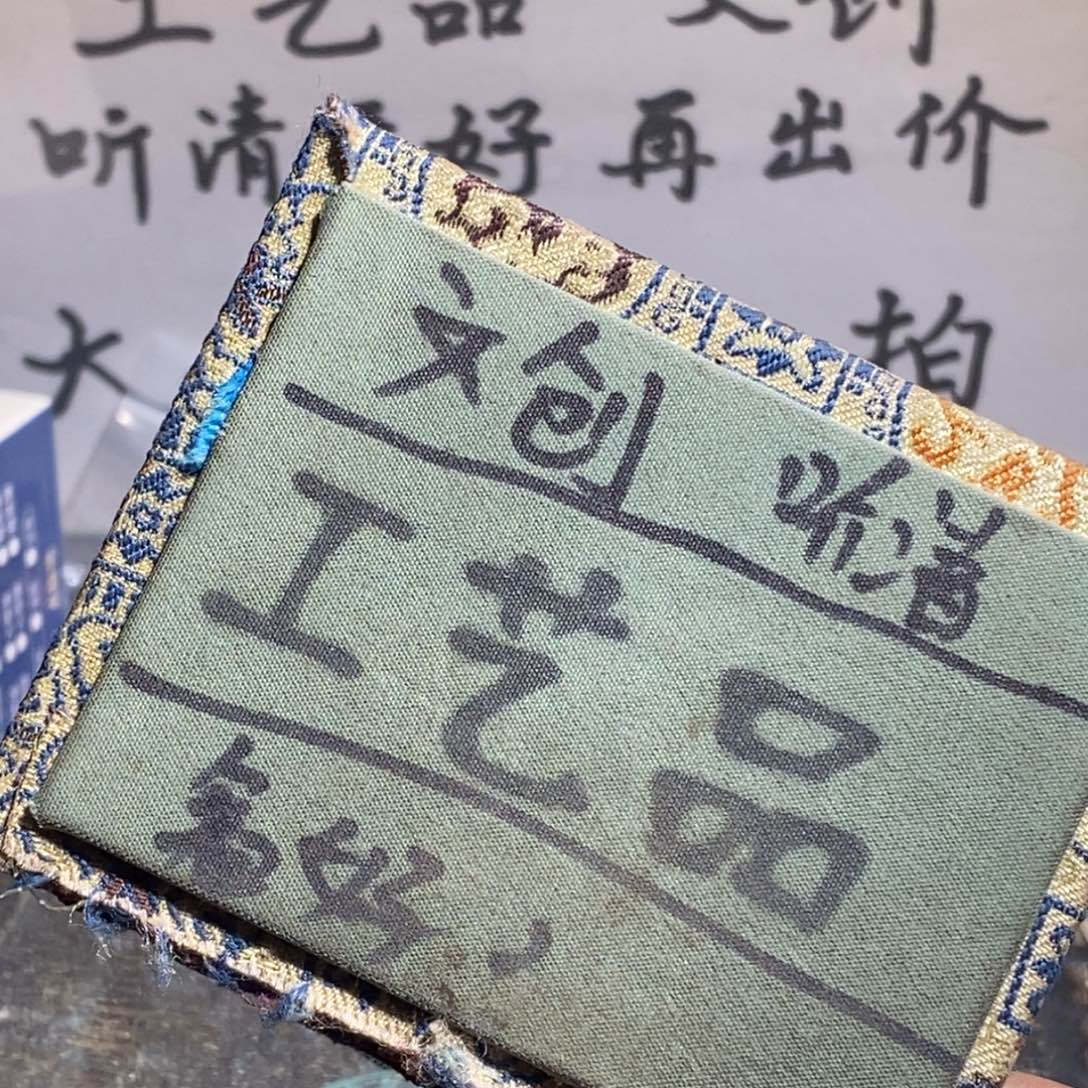 工艺品 文创
听清 好再出价
大 拍
文创 听清
工艺品
看好、